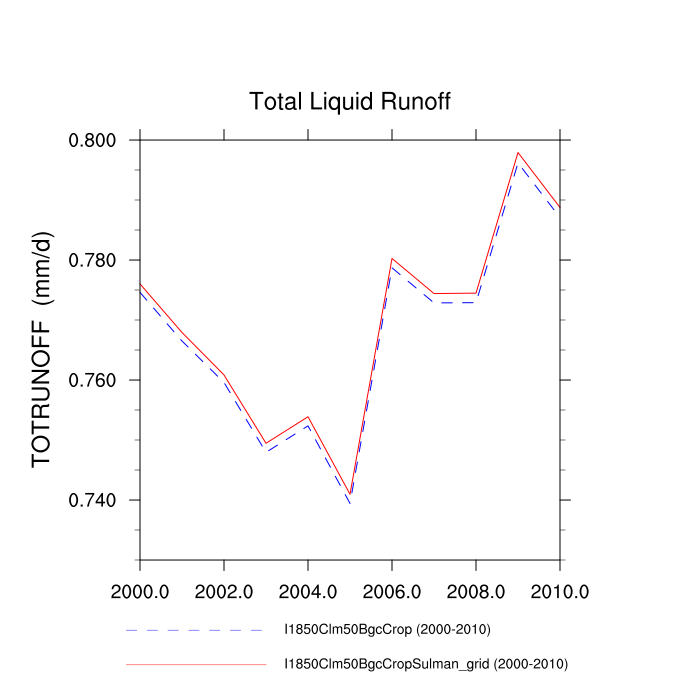 Total Liquid Runoff
TOTRUNOFF (mm/d)
0.800
0.780
0.760
0.740
2000.0 2002.0 2004.0 2006.0 2008.0 2010.0
I1850Clm50BgcCrop (2000-2010)
I1850Clm50BgcCropSulman_grid (2000-2010)